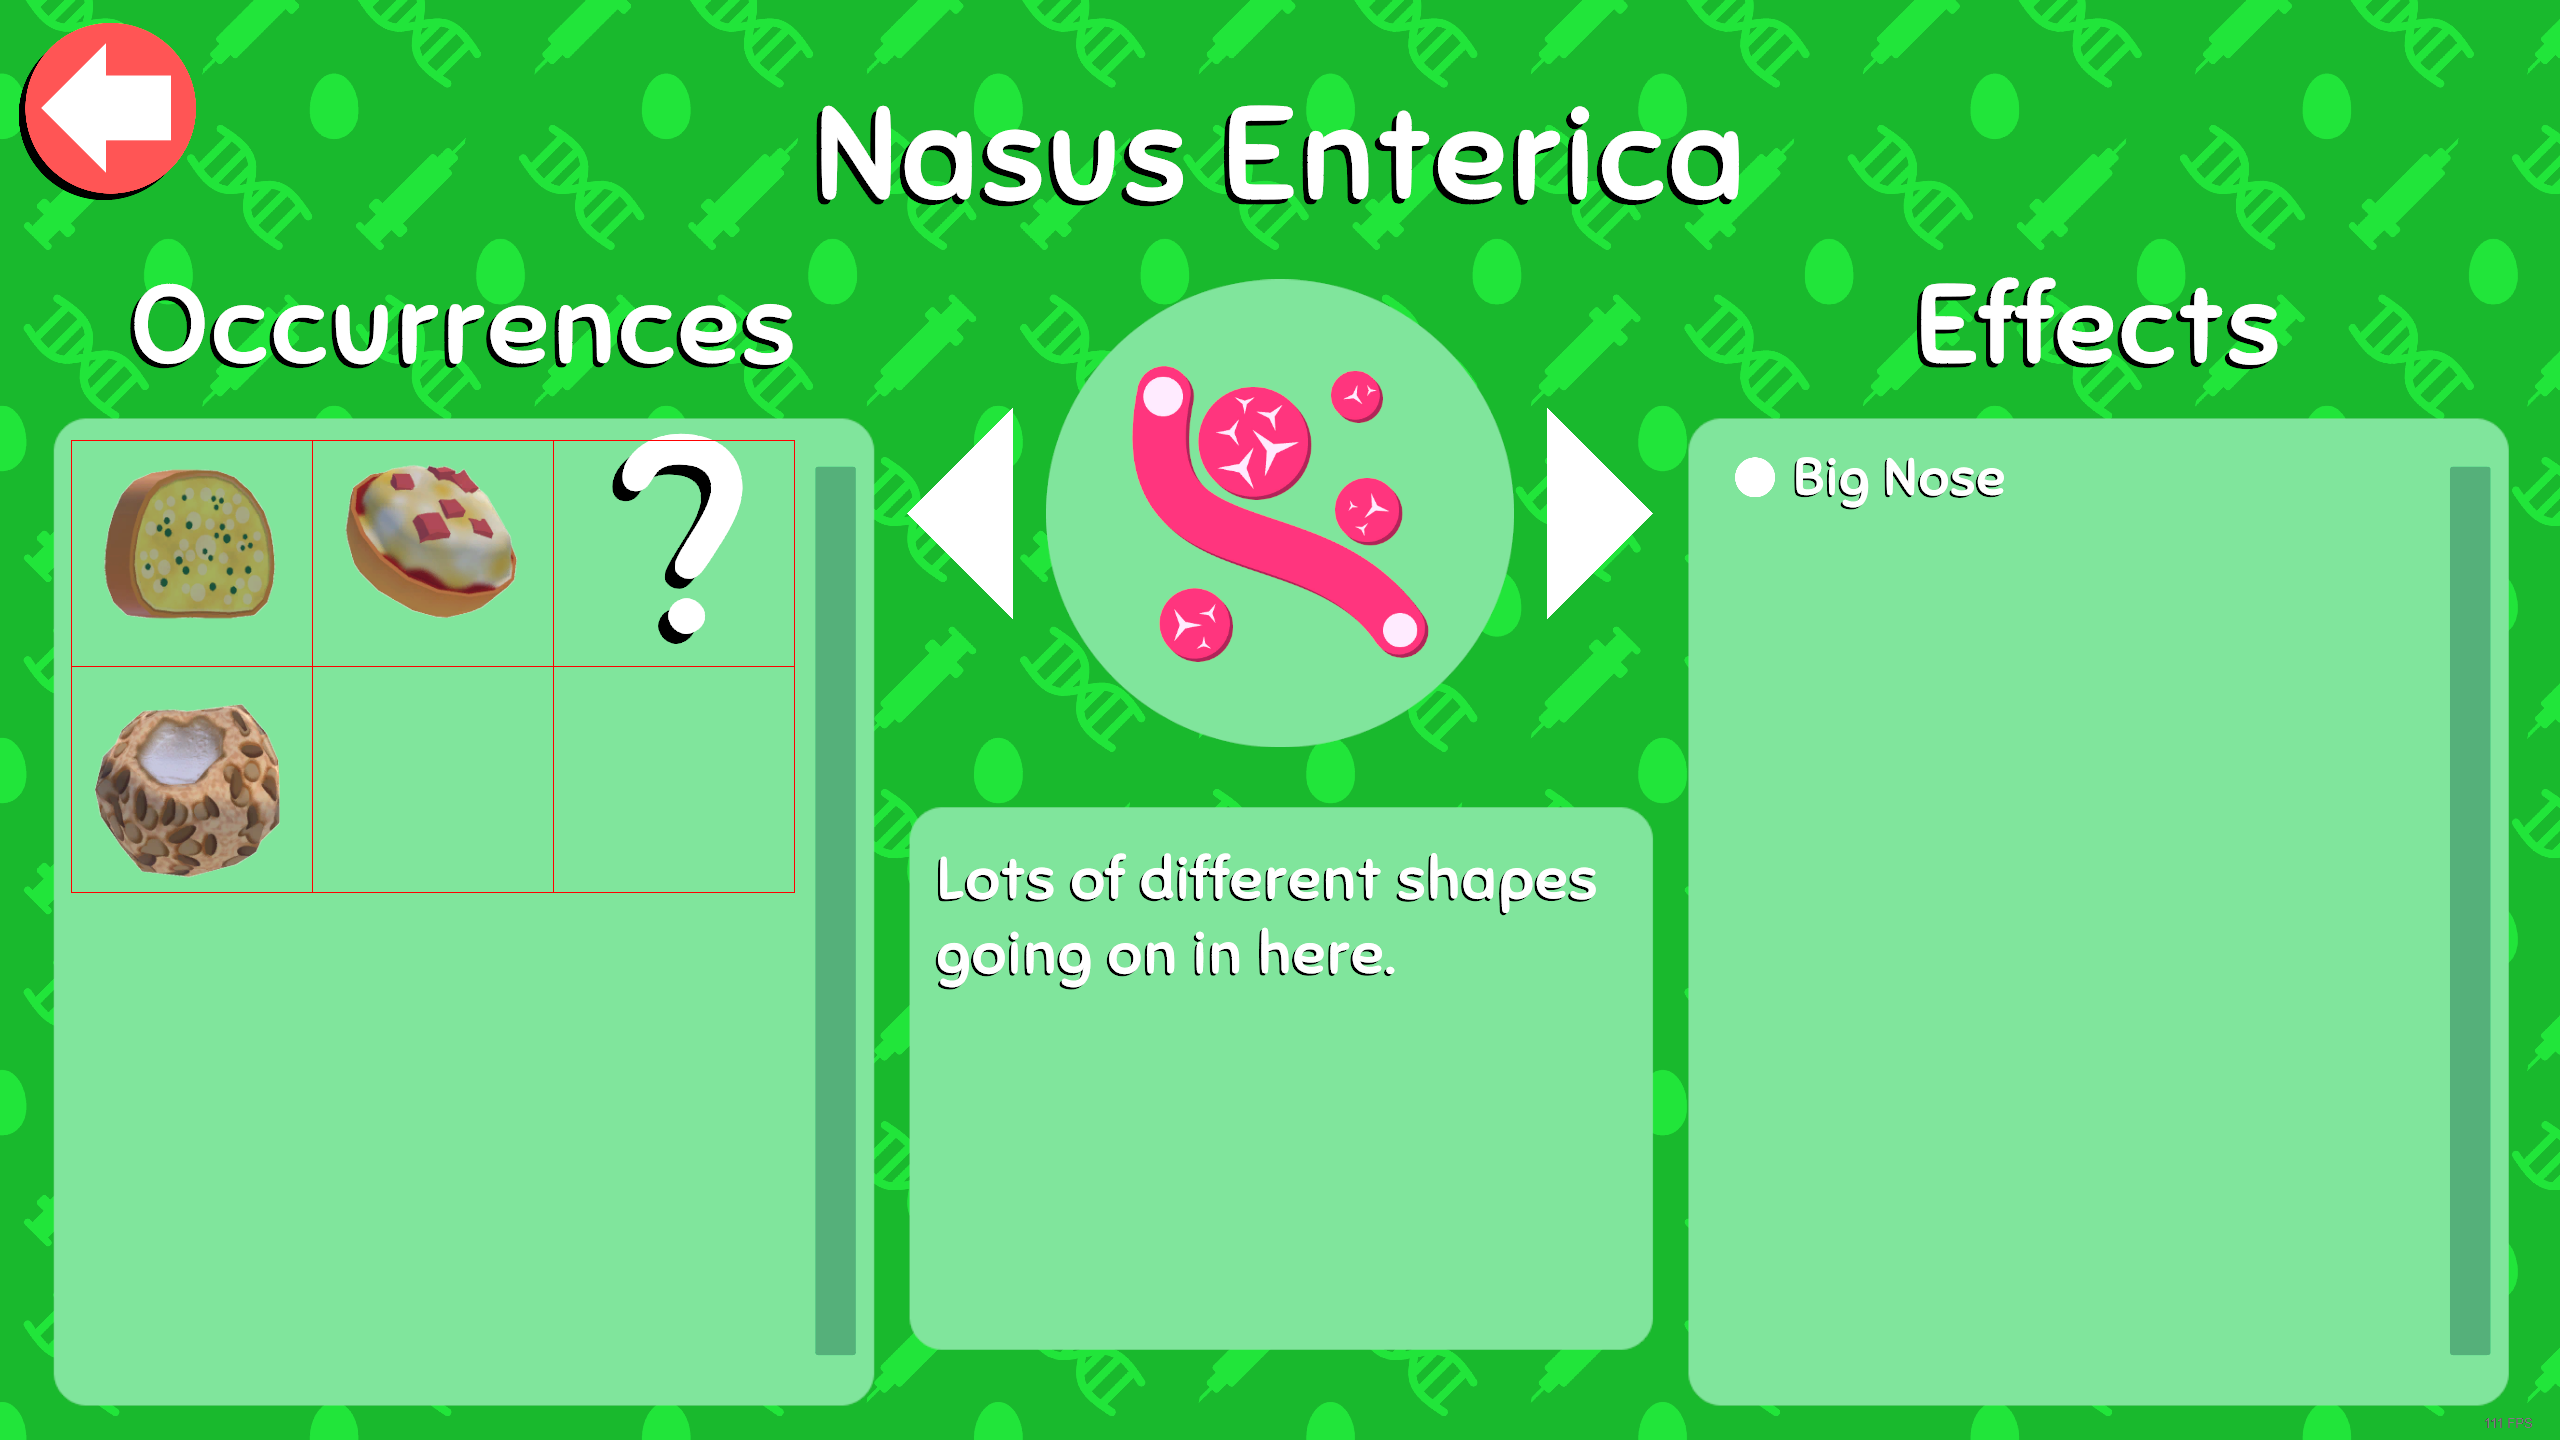 Nasus Enterica
Occurrences
Effects
?
Big Nose
Lots of different shapes
going on in here.